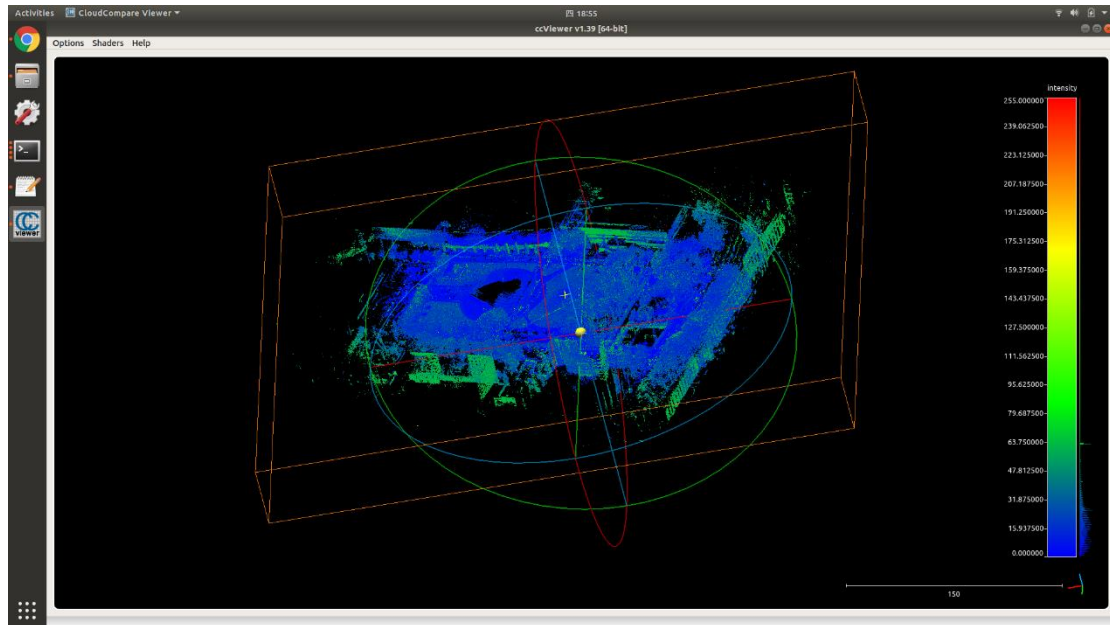 Activities CloudCompare Viewer
四 18:55
ccViewer v1.39 [64-bit]
Options Shaders Help
intensity
255.000000
239.062500
223.125000
207.187500
191.250000
175.312500
159.375000
143.437500
127.500000
111.562500
95.625000
79.687500
63.750000
47.812500
31.875000
15.937500
0.000000
CC
viewer
150